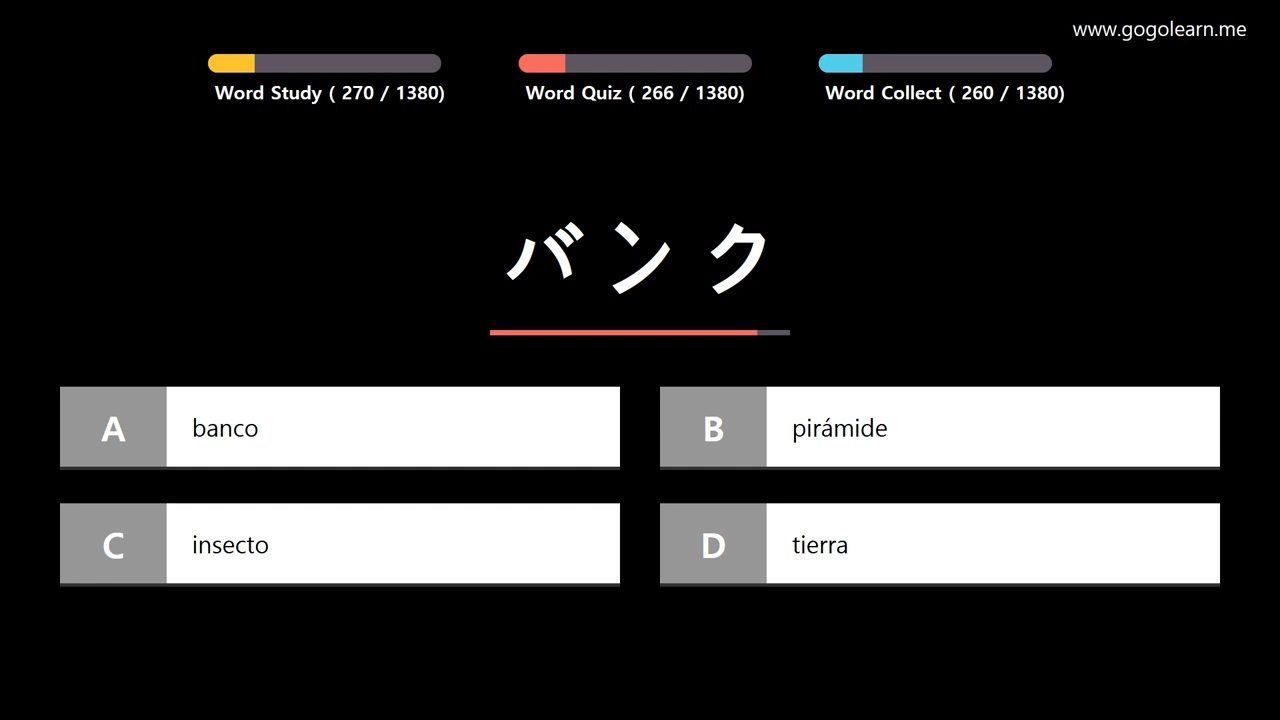 www.gogolearn.me
Word Study ( 270 / 1380)
Word Quiz ( 266 / 1380)
Word Collect ( 260 / 1380)
バンク
A banco
B pirámide
C insecto
D tierra